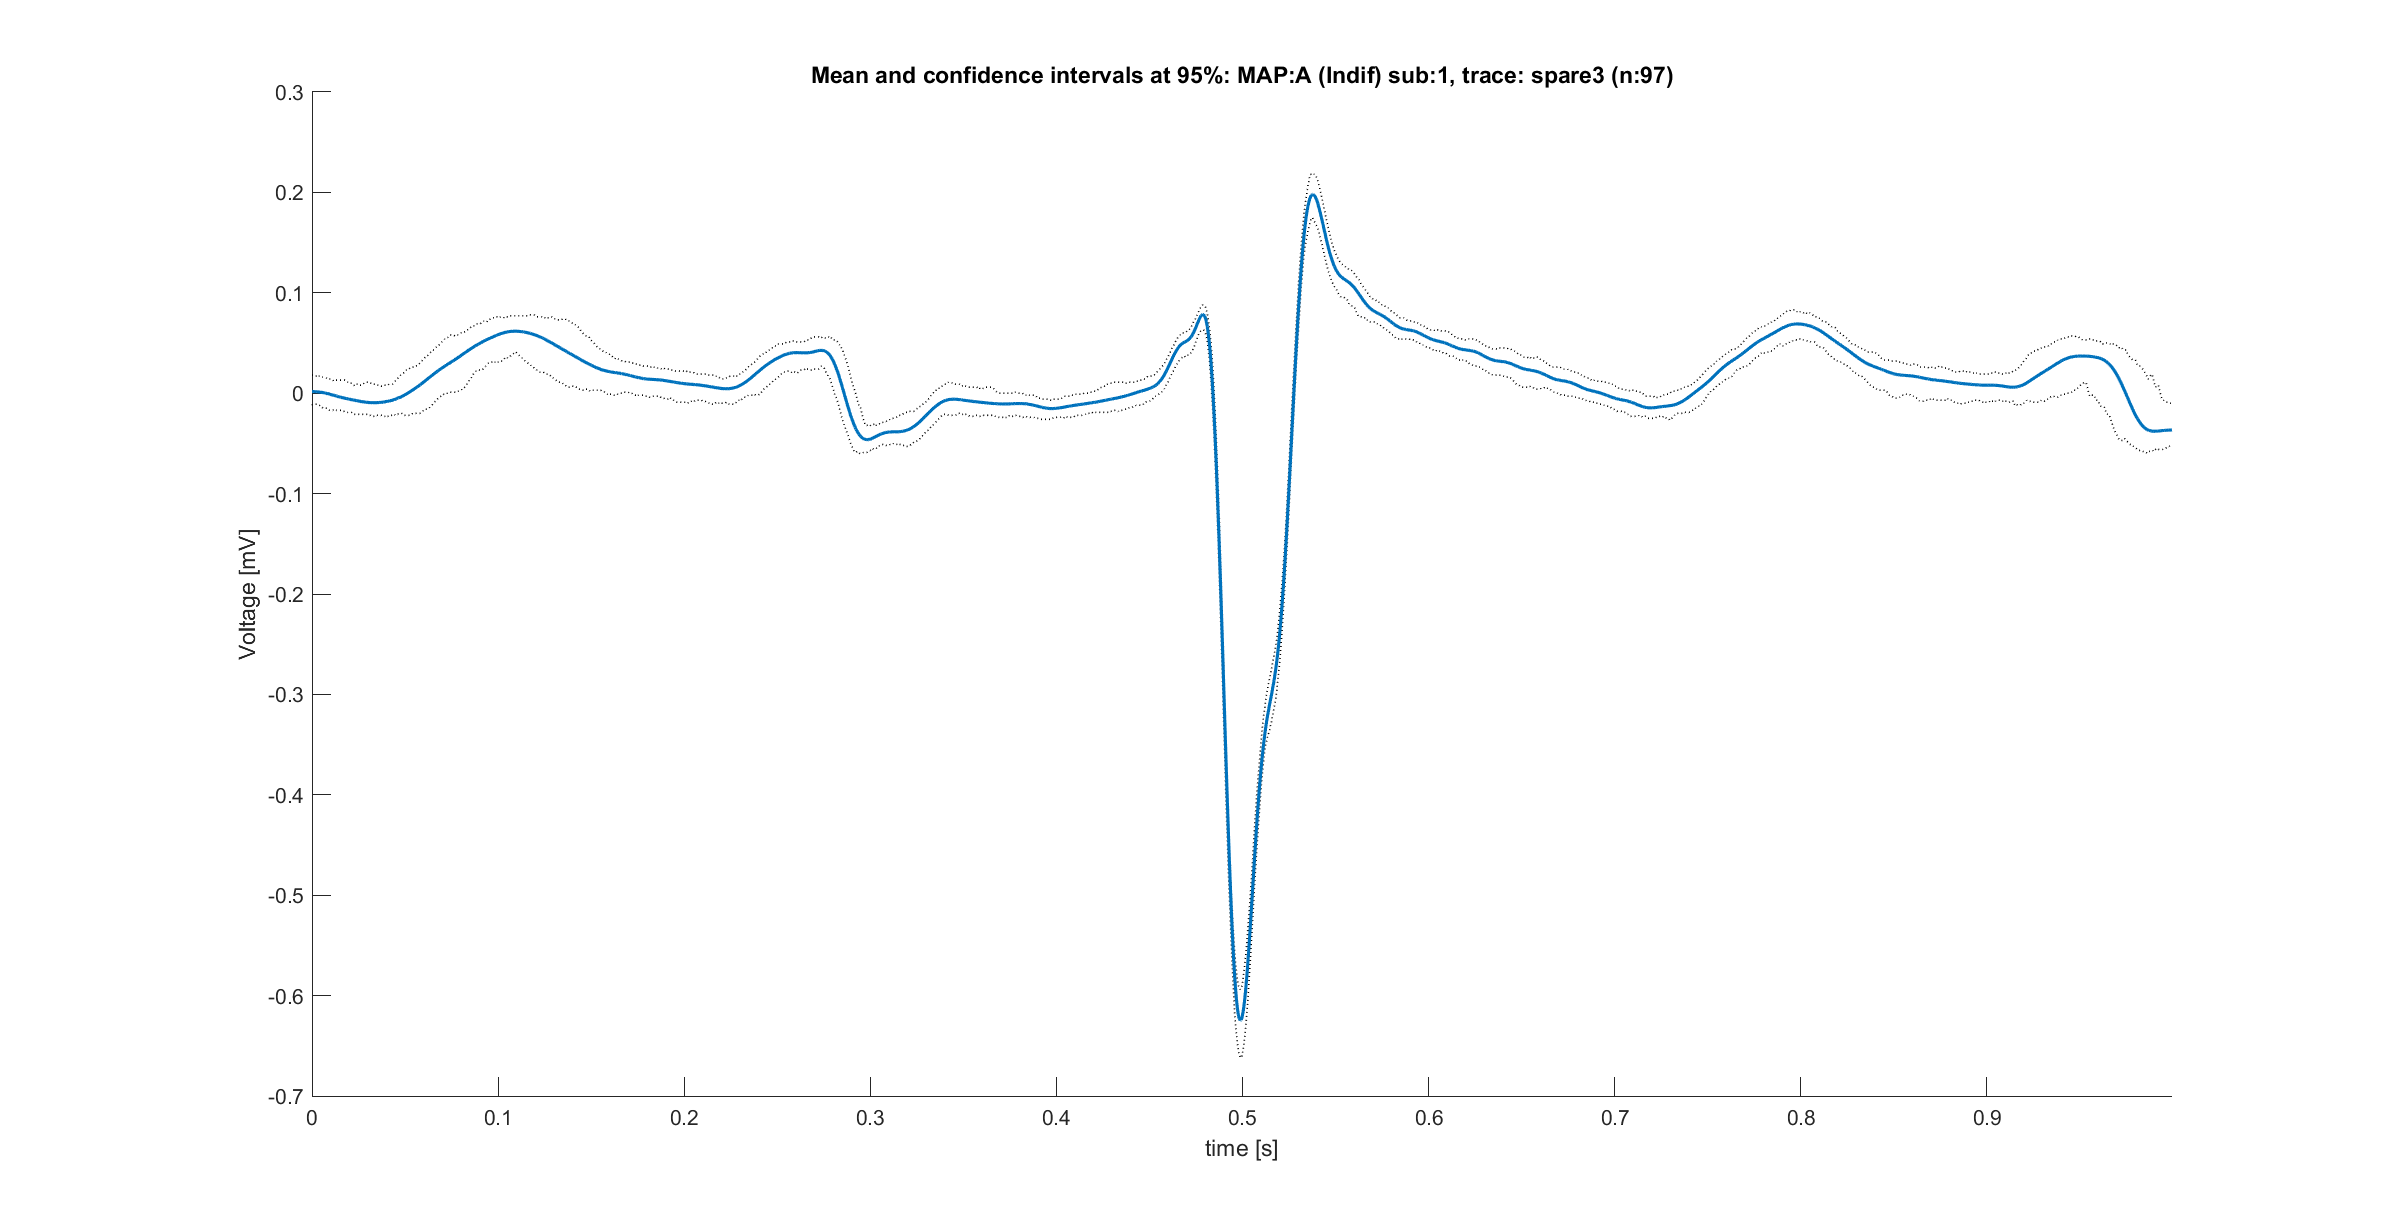 Mean and confidence intervals at 95%: MAP:A (Indif) sub:1, trace: spare3 (n:97)
0.3
0.2
0.1
0
-0.1
-0.2
-0.3
-0.4
-0.5
-0.6
-0.7
Voltage [mV]
0 0.1 0.2 0.3 0.4 0.5 0.6 0.7 0.8 0.9
time [s]